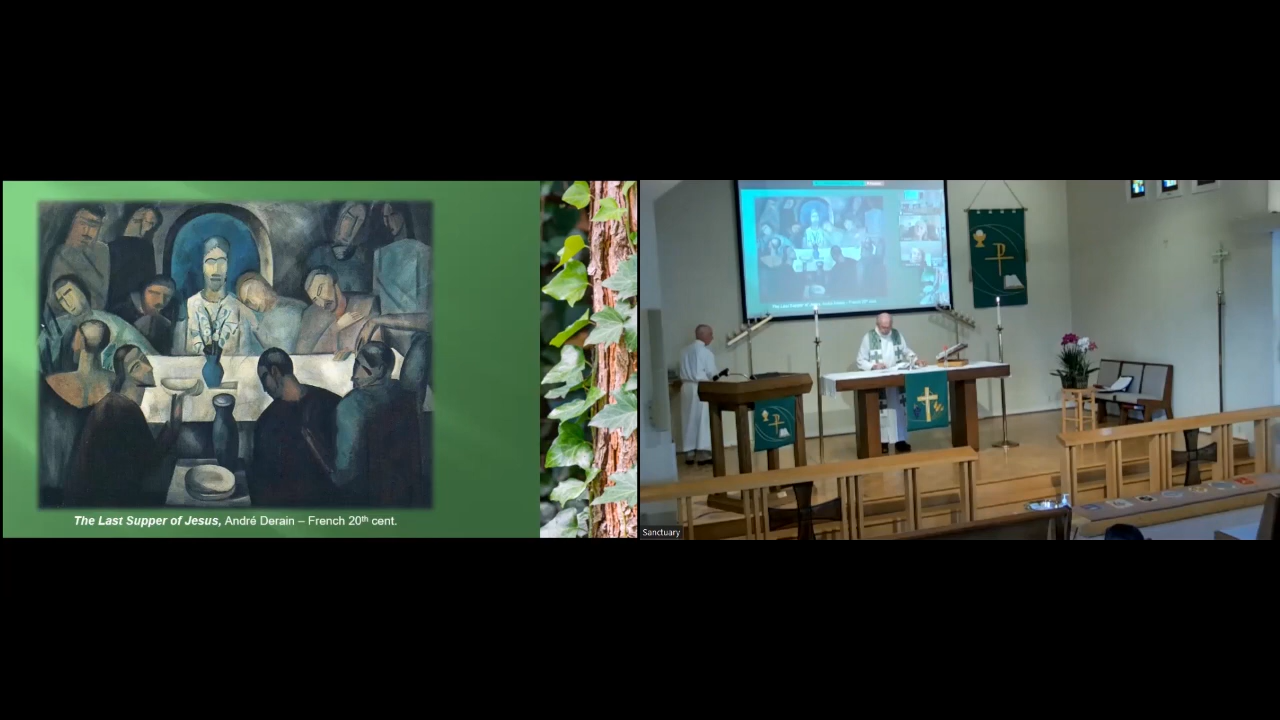 The Last Supper of Jesus, André Derain – French 20th cent.
Sanctuary